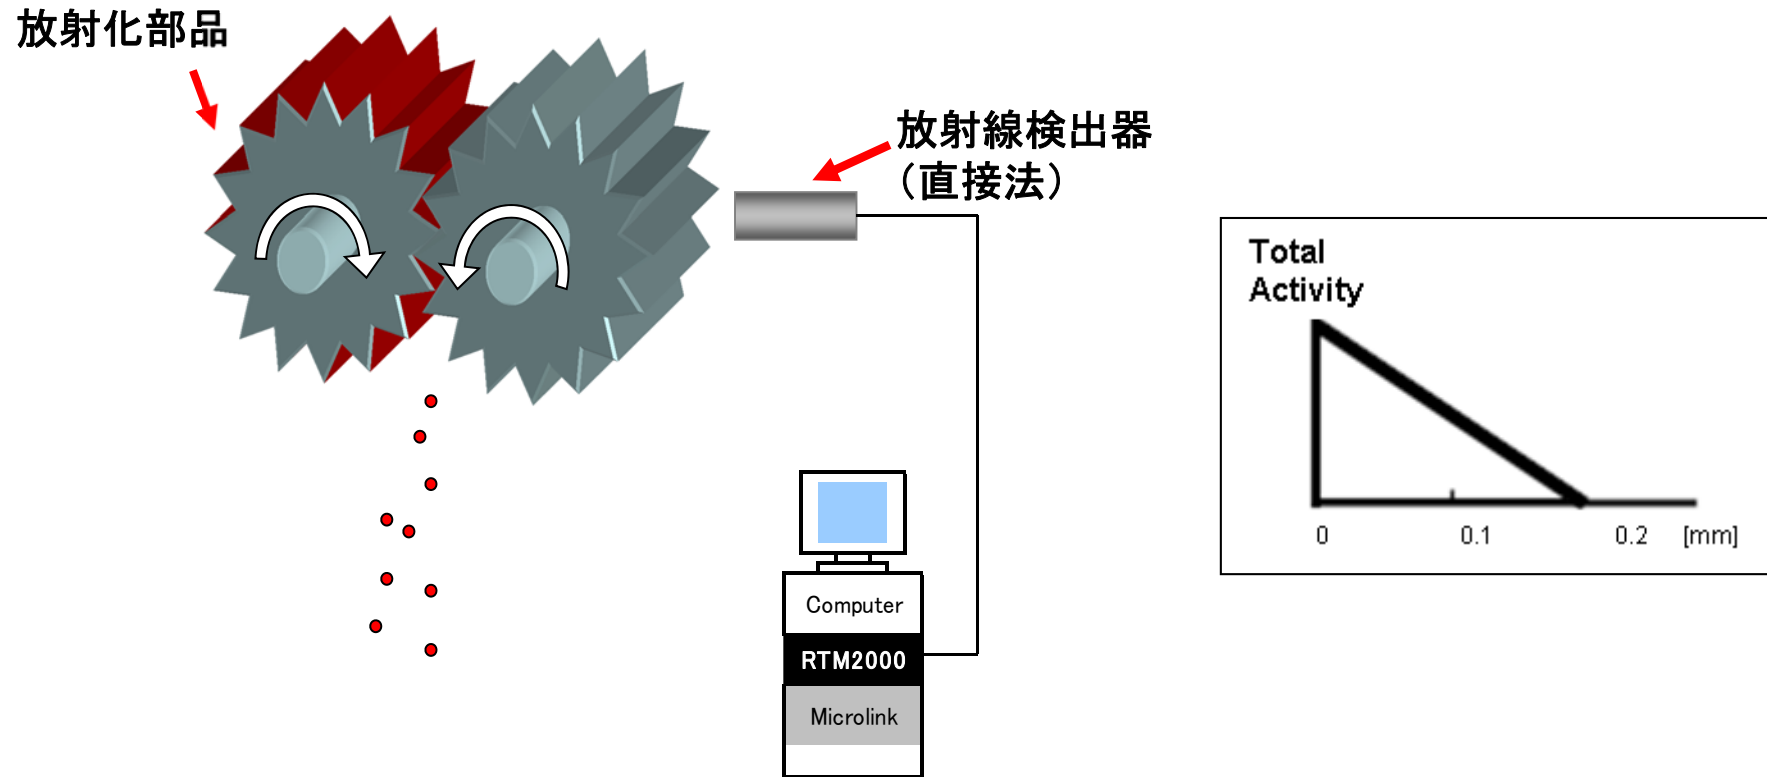 放射化部品
放射線検出器
（直接法）
Total
Activity
0 0.1 0.2 [mm]
Computer
RTM2000
Microlink